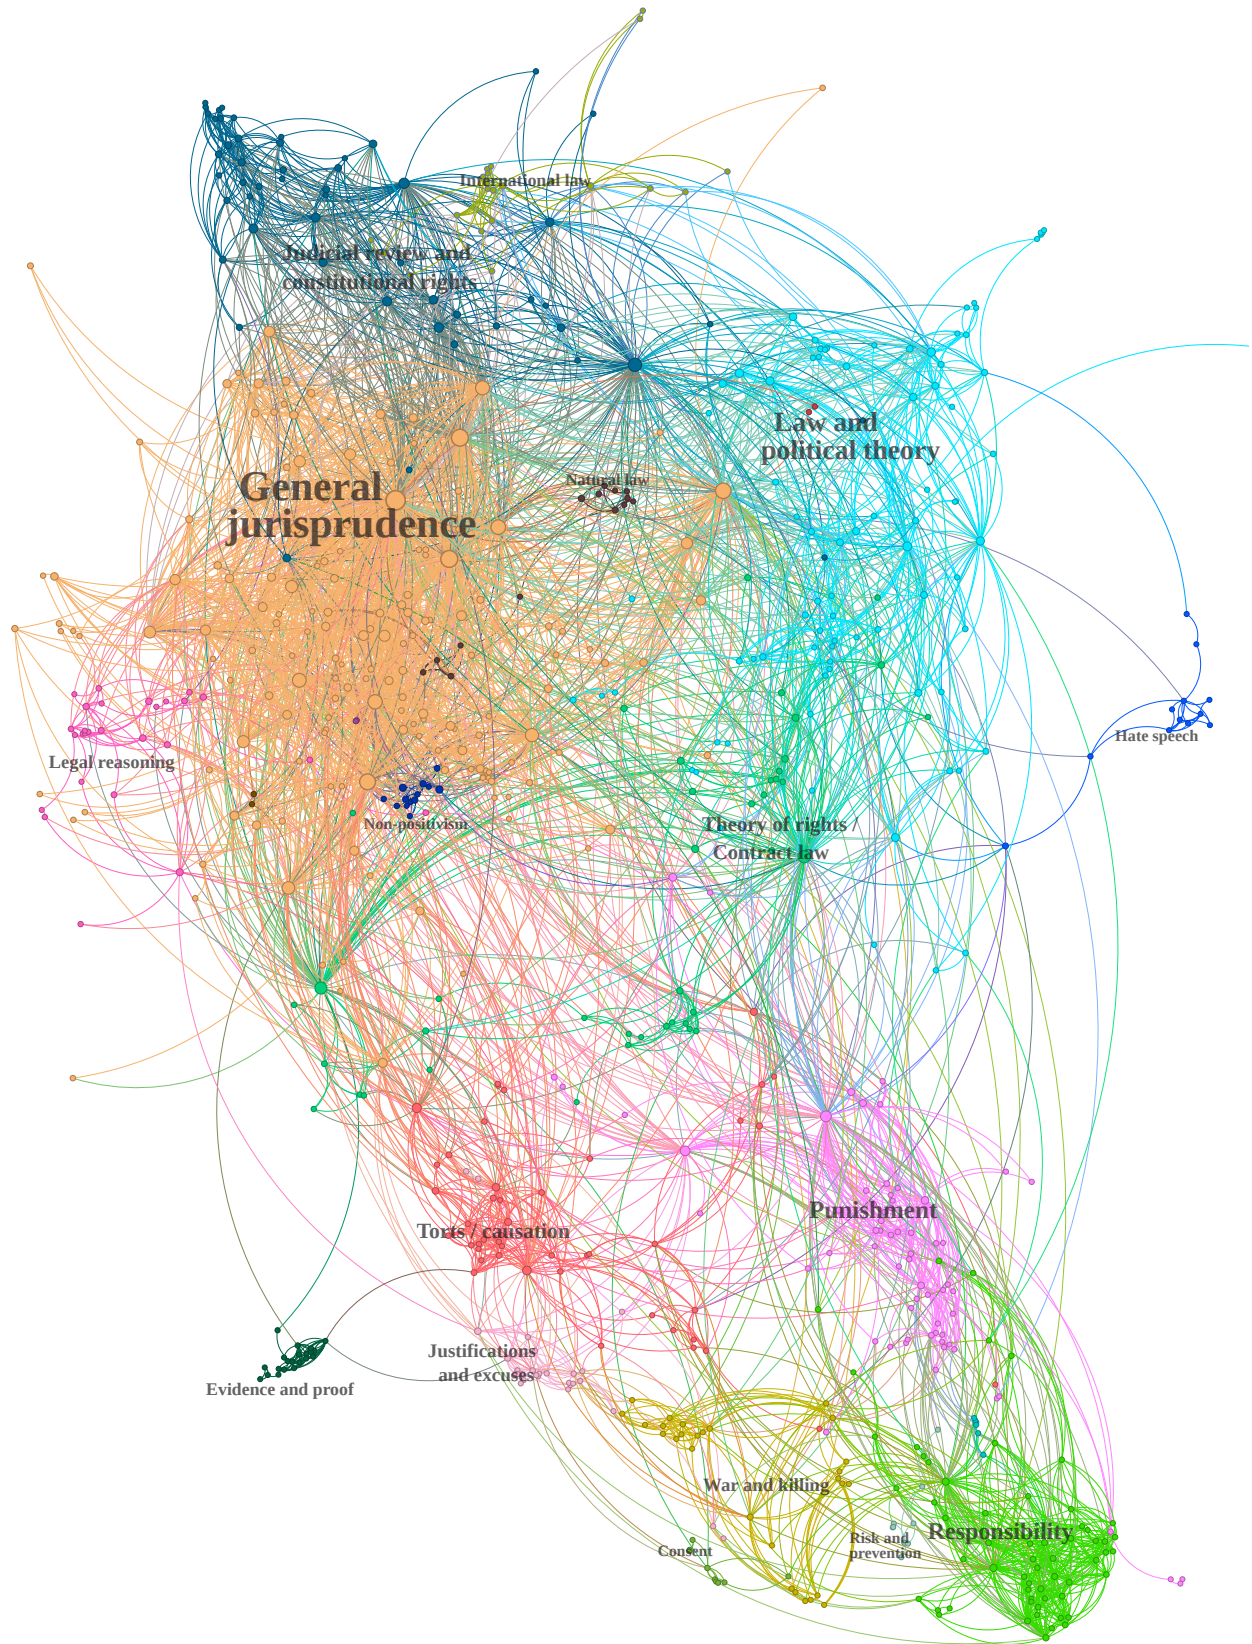 International law
Judicial review and
constitutional rights
Law and
political theory
General
jurisprudence
Natural law
Hate speech
Legal reasoning
Non-positivism
Theory of rights /
Contract law
Punishment
Torts / causation
Justifications
and excuses
Evidence and proof
War and killing
Responsibility
Risk and
prevention
Consent